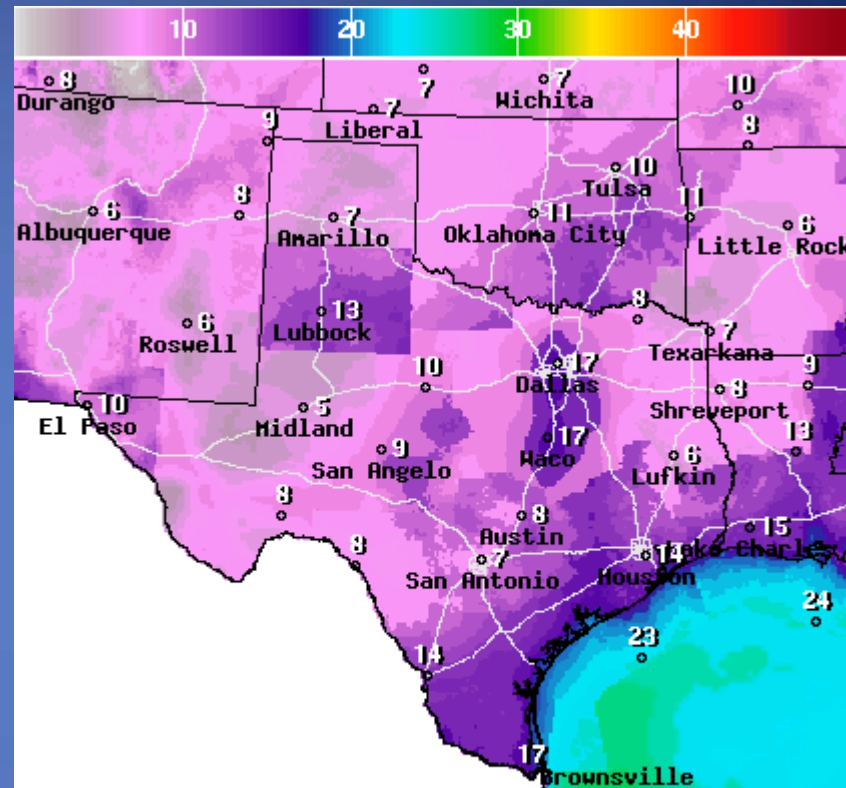 10 20 30 40
8
Durango
7
7
Wichita
10
7
Liberal
9
8
10
Tulsa
6
Albuquerque
8
7
Amarillo
11
Oklahoma City
11
6
Little Rock
13
Lubbock
6
Roswell
8
7
Texarkana
17
Dallas
10
9
8
Shreveport
10
El Paso
5
Midland
17
Waco
9
San Angelo
6
Lufkin
13
8
8
Austin
15
Lake Charles
8
7
San Antonio
14
Houston
24
23
14
17
Brownsville